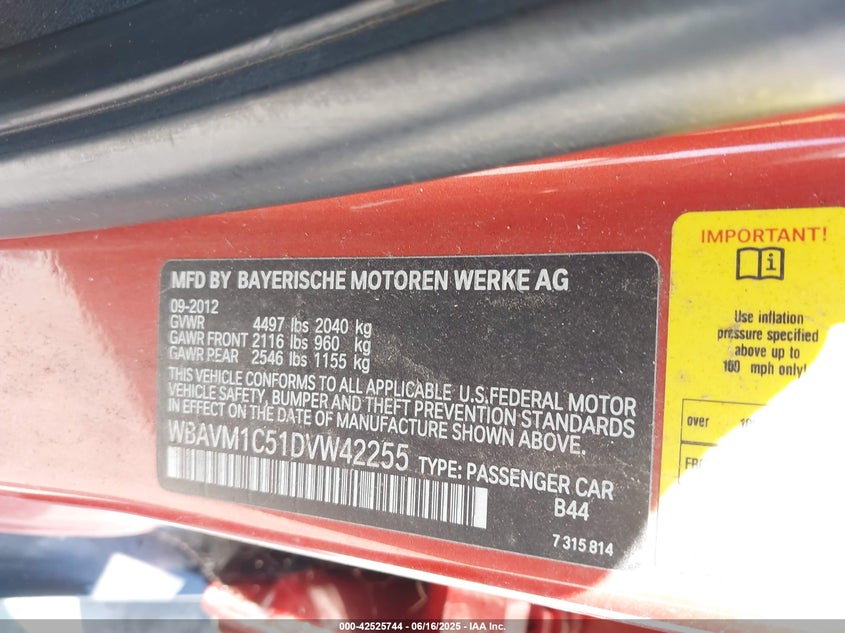 MFD BY BAYERISCHE MOTOREN WERKE AG
09-2012
GVWR 4497 lbs 2040 kg
GAWR FRONT 2116 lbs 960 kg
GAWR REAR 2546 lbs 1155 kg
THIS VEHICLE CONFORMS TO ALL APPLICABLE U.S.FEDERAL MOTOR
VEHICLE SAFETY, BUMPER AND THEFT PREVENTION STANDARDS
IN EFFECT ON THE DATE OF MANUFACTURE SHOWN ABOVE.
WBAVM1C51DVW42255 TYPE: PASSENGER CAR
B44
7 315 814
IMPORTANT!
Use inflation
pressure specified
above up to
100 mph only!
over
000-42525744 - 06/16/2025 - IAA Inc.